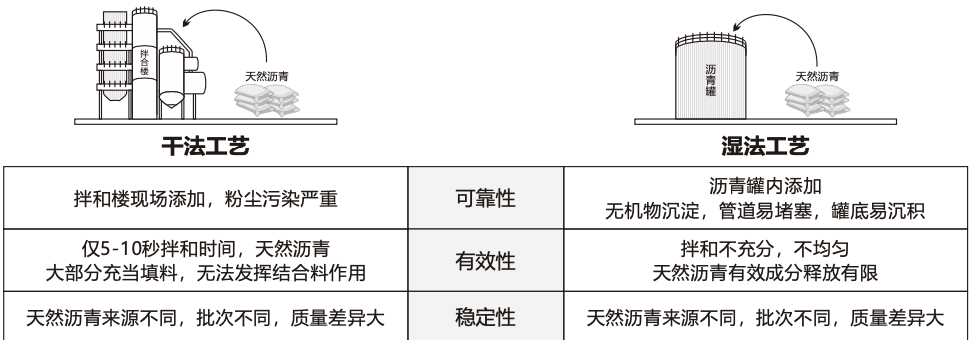 拌合楼
天然沥青
沥青罐
天然沥青
干法工艺
湿法工艺
拌和楼现场添加，粉尘污染严重
可靠性
沥青罐内添加
无机物沉淀，管道易堵塞，罐底易沉积
仅5-10秒拌和时间，天然沥青
大部分充当填料，无法发挥结合料作用
有效性
拌和不充分，不均匀
天然沥青有效成分释放有限
天然沥青来源不同，批次不同，质量差异大
稳定性
天然沥青来源不同，批次不同，质量差异大